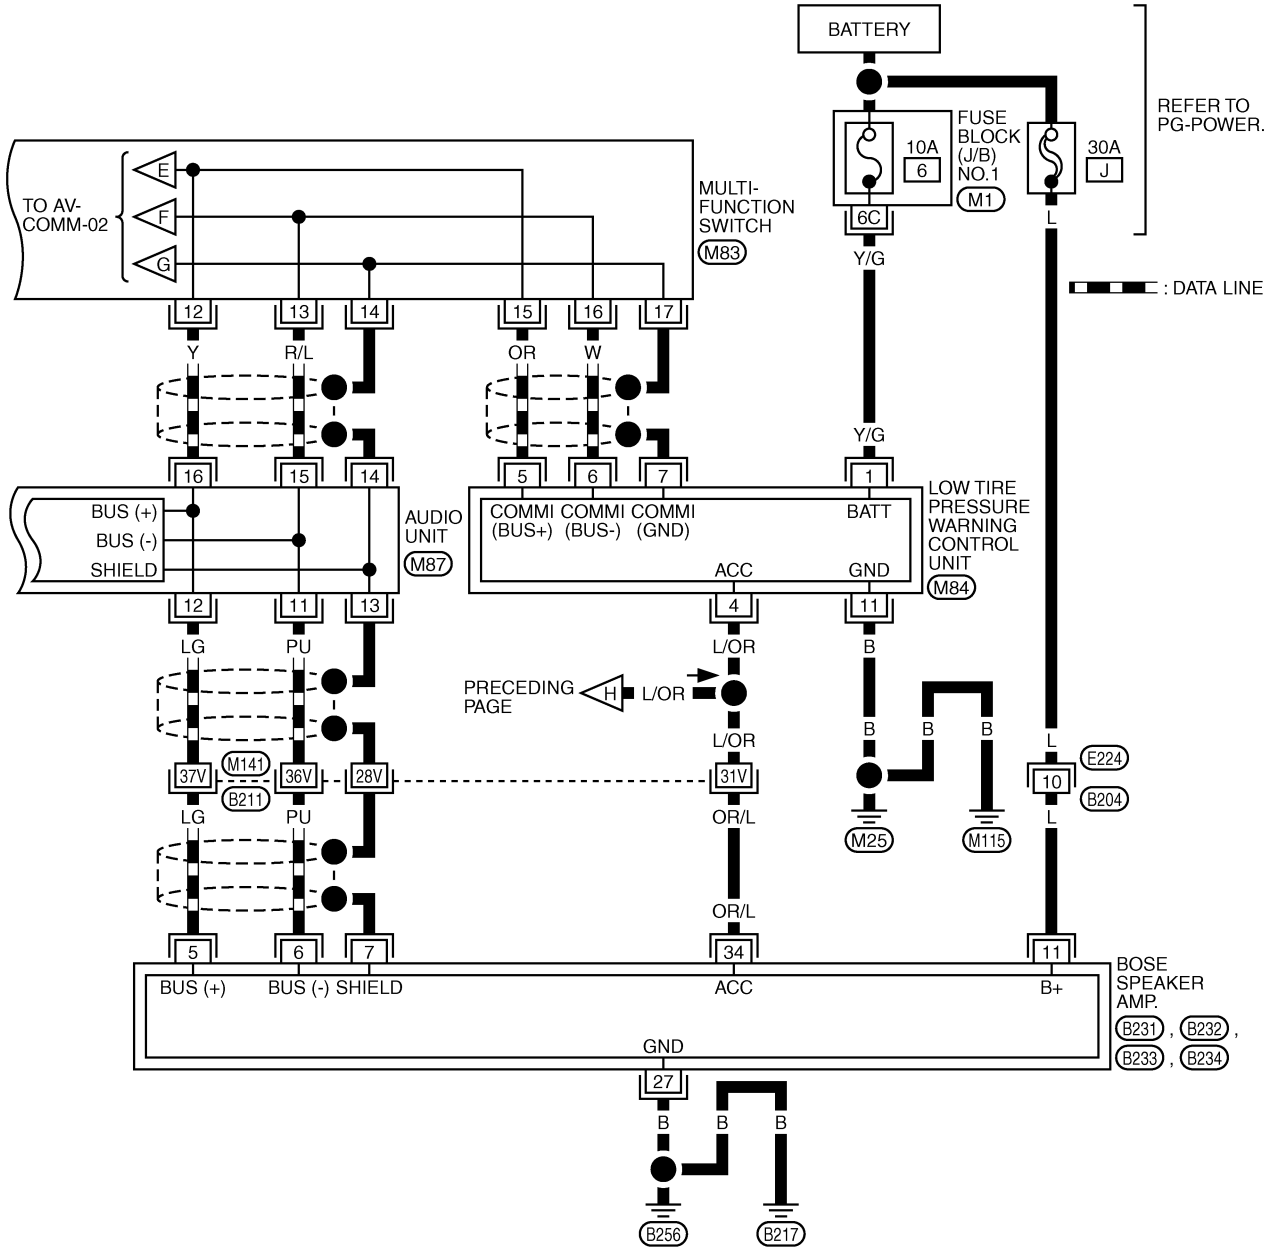 BATTERY
REFER TO
PG-POWER.
FUSE
BLOCK
(J/B)
NO.1
M1
10A
6
30A
J
6C
L
Y/G
: DATA LINE
E
F
G
TO AV-
COMM-02
MULTI-
FUNCTION
SWITCH
M83
12
13
14
15
16
17
Y
R/L
OR
W
Y/G
16
15
14
5
6
7
1
BUS (+)
BUS (-)
SHIELD
AUDIO
UNIT
M87
COMMI
(BUS+)
COMMI
(BUS-)
COMMI
(GND)
BATT
ACC
GND
LOW TIRE
PRESSURE
WARNING
CONTROL
UNIT
M84
12
11
13
4
11
LG
PU
L/OR
B
PRECEDING
PAGE
H
L/OR
L/OR
B
B
B
L
37V
M141
B211
36V
28V
31V
10
E224
B204
LG
PU
OR/L
L
M25
M115
OR/L
5
6
7
34
11
BUS (+)
BUS (-)
SHIELD
ACC
B+
GND
BOSE
SPEAKER
AMP.
B231 , B232 ,
B233 , B234
27
B
B
B
B256
B217